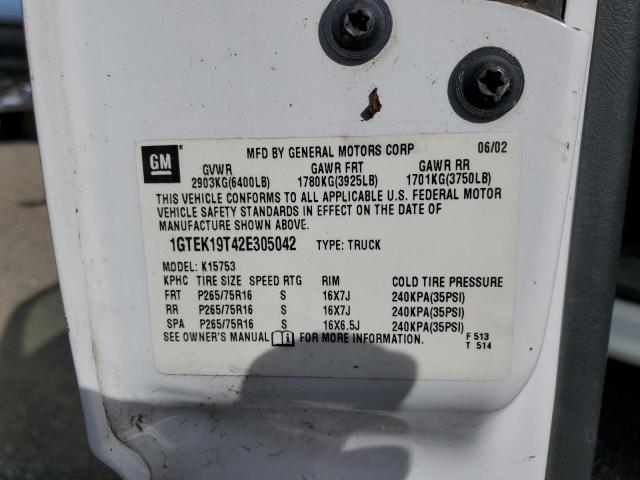 GM®
MFD BY GENERAL MOTORS CORP 06/02
GVWR GAWR FRT GAWR RR
2903KG(6400LB) 1780KG(3925LB) 1701KG(3750LB)
THIS VEHICLE CONFORMS TO ALL APPLICABLE U.S. FEDERAL MOTOR
VEHICLE SAFETY STANDARDS IN EFFECT ON THE DATE OF
MANUFACTURE SHOWN ABOVE.
1GTEK19T42E305042 TYPE: TRUCK
MODEL: K15753
KPHC TIRE SIZE SPEED RTG RIM COLD TIRE PRESSURE
FRT P265/75R16 S 16X7J 240KPA(35PSI)
RR P265/75R16 S 16X7J 240KPA(35PSI)
SPA P265/75R16 S 16X6.5J 240KPA(35PSI)
SEE OWNER'S MANUAL i FOR MORE INFORMATION. F 513
T 514